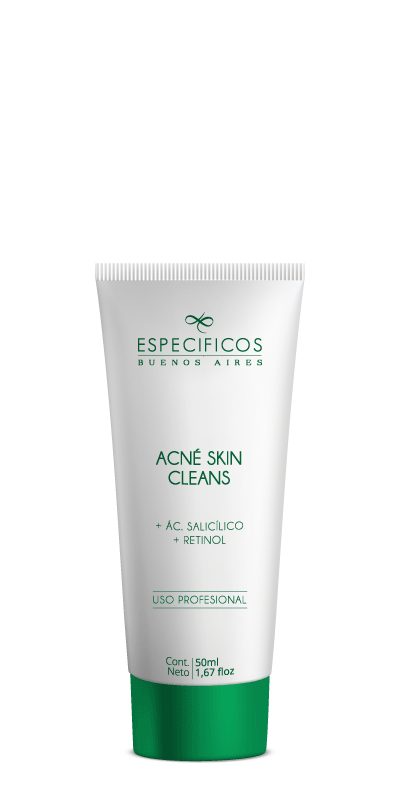 ESPECIFICOS
BUENOS AIRES
ACNÉ SKIN
CLEANS
+ ÁC. SALICÍLICO
+ RETINOL
USO PROFESIONAL
Cont. 50ml
Neto 1,67 floz